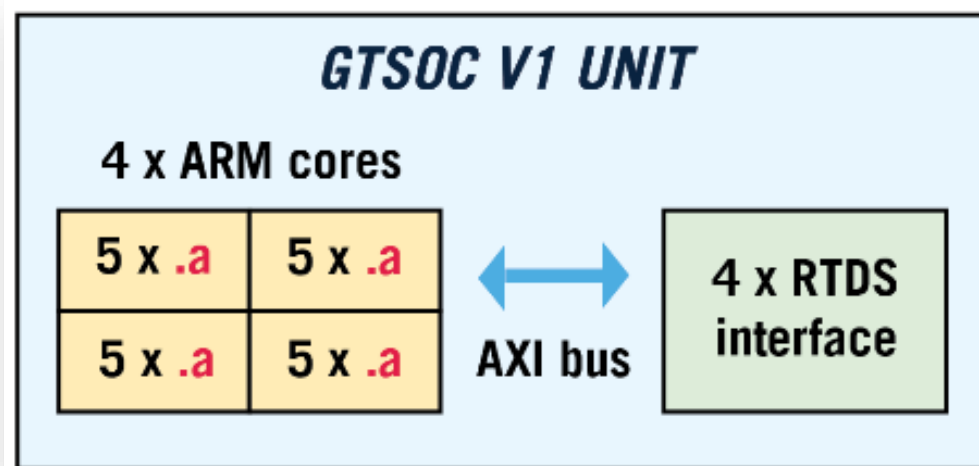 GTSOC V1 UNIT
4 x ARM cores
5 x .a
5 x .a
5 x .a
5 x .a
AXI bus
4 x RTDS
interface